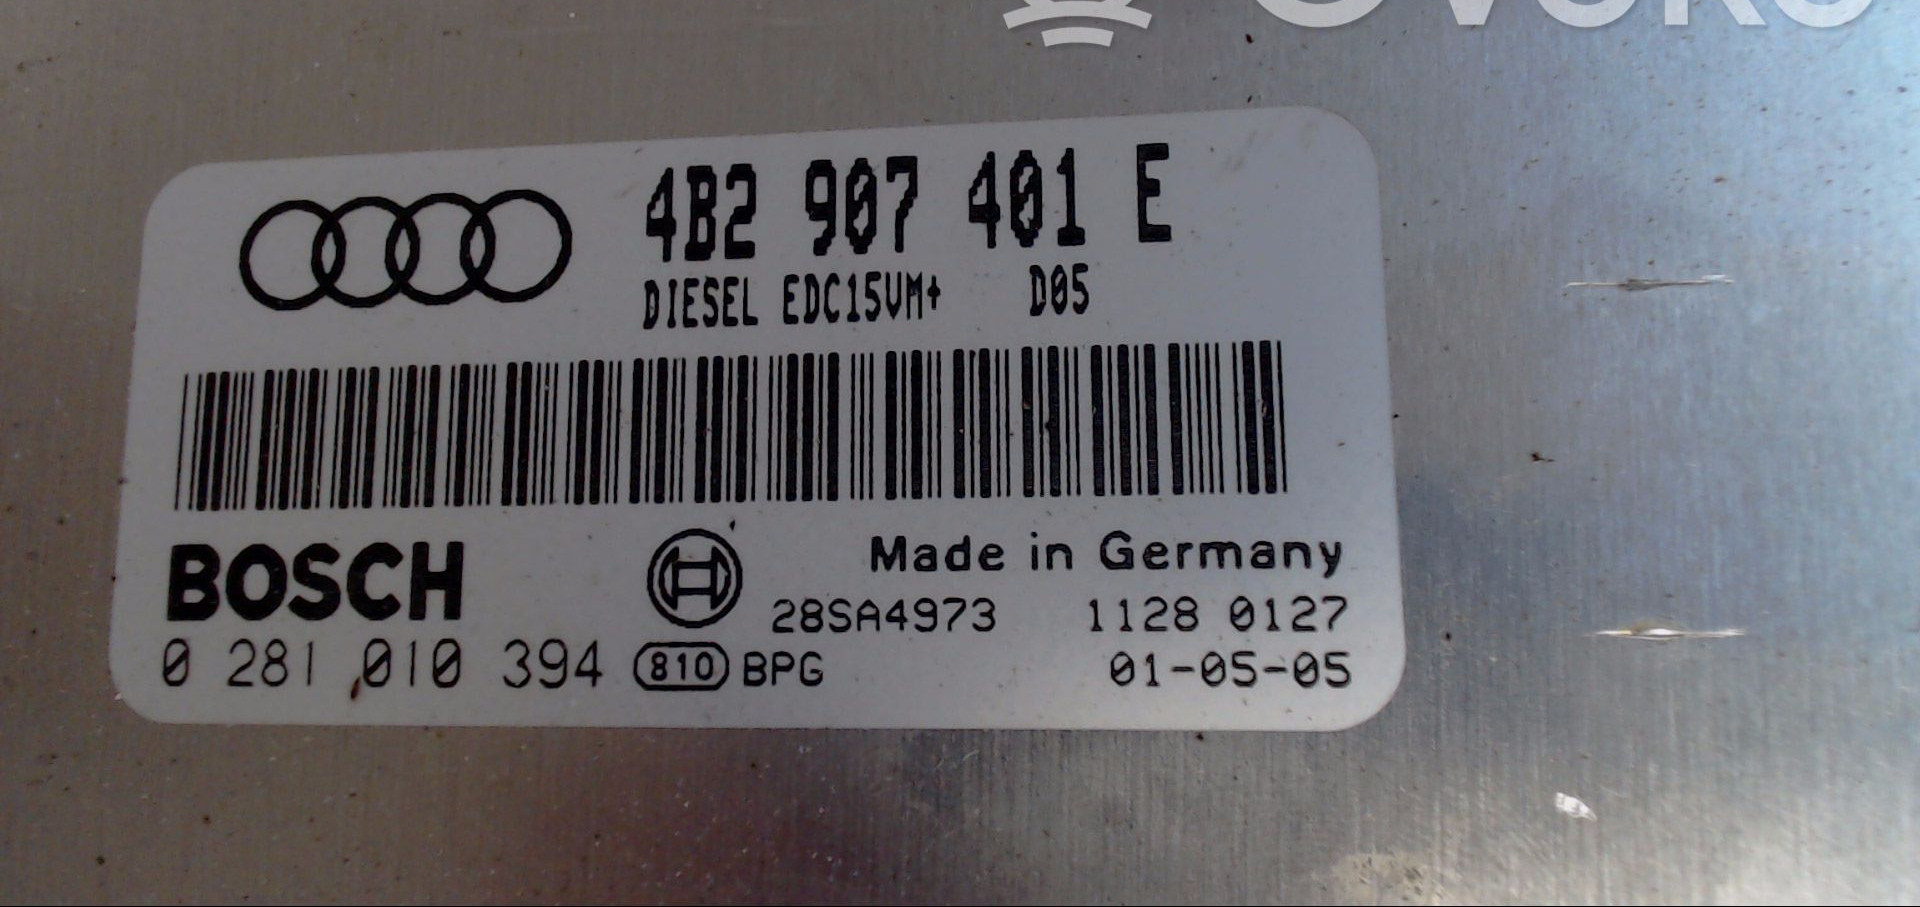 4B2 907 401 E
DIESEL EDC15VM+ D05
BOSCH
Made in Germany
28SA4973 1128 0127
0 281 010 394 810 BPG 01-05-05